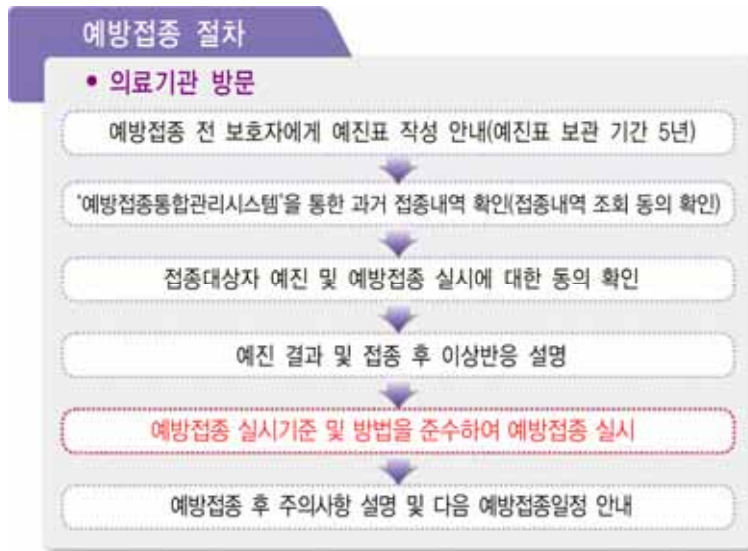 예방접종 절차
• 의료기관 방문
예방접종 전 보호자에게 예진표 작성 안내(예진표 보관 기간 5년)
'예방접종통합관리시스템'을 통한 과거 접종내역 확인(접종내역 조회 동의 확인)
접종대상자 예진 및 예방접종 실시에 대한 동의 확인
예진 결과 및 접종 후 이상반응 설명
예방접종 실시기준 및 방법을 준수하여 예방접종 실시
예방접종 후 주의사항 설명 및 다음 예방접종일정 안내